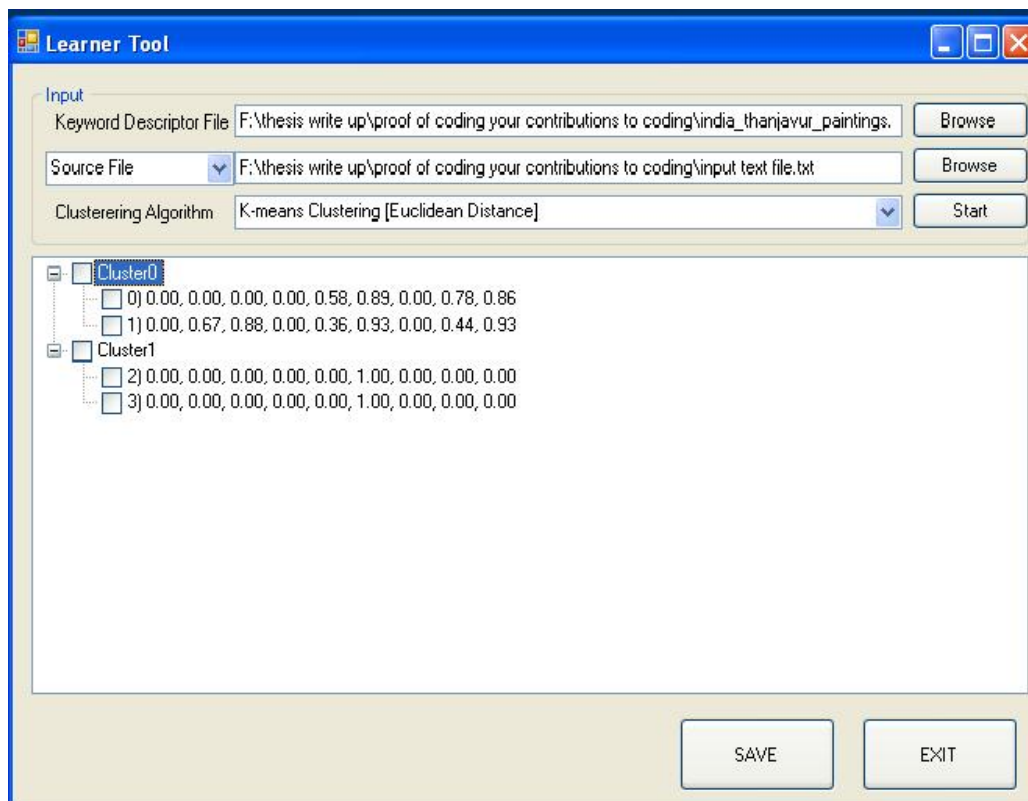 Learner Tool
Input
Keyword Descriptor File F:\thesis write up\proof of coding your contributions to coding\india_thanjavur_paintings. Browse
Source File F:\thesis write up\proof of coding your contributions to coding\input text file.txt Browse
Clusterering Algorithm K-means Clustering [Euclidean Distance] Start
Cluster0
0) 0.00, 0.00, 0.00, 0.00, 0.58, 0.89, 0.00, 0.78, 0.86
1) 0.00, 0.67, 0.88, 0.00, 0.36, 0.93, 0.00, 0.44, 0.93
Cluster1
2) 0.00, 0.00, 0.00, 0.00, 0.00, 1.00, 0.00, 0.00, 0.00
3) 0.00, 0.00, 0.00, 0.00, 0.00, 1.00, 0.00, 0.00, 0.00
SAVE EXIT